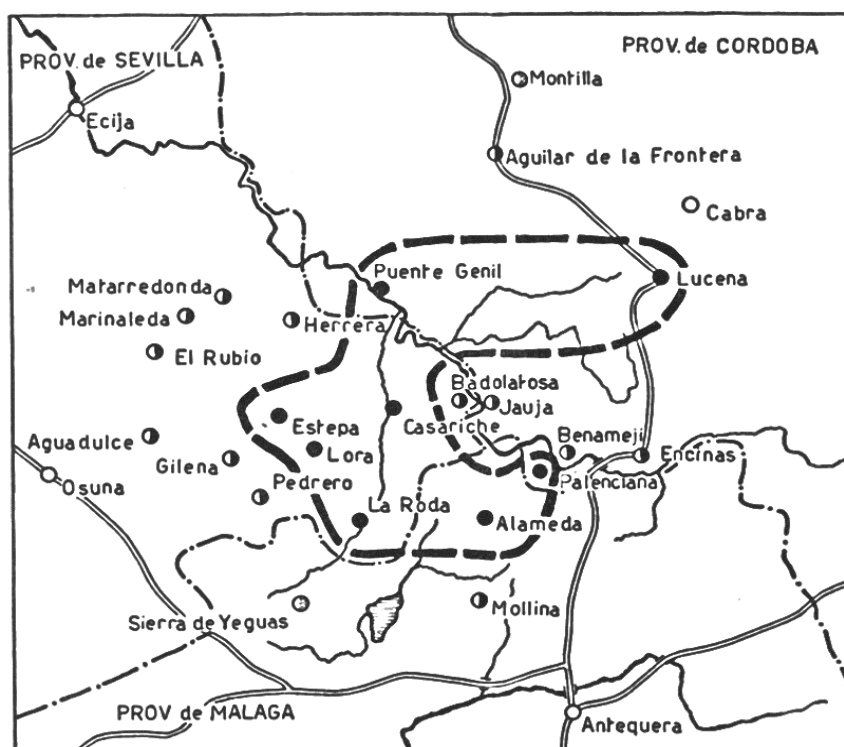 PROV. de SEVILLA
PROV. de CORDOBA
Montilla
Ecija
Aguilar de la Frontera
Cabra
Puente Genil
Lucena
Matarredonda
Marinaleda
Herrera
El Rubio
Badolatosa
Jauja
Estepa
Casariche
Aguadulce
Lora
Benameji
Gilena
Encinas
Osuna
Pedrero
Palenciana
La Roda
Alameda
Mollina
Sierra de Yeguas
PROV de MALAGA
Antequera